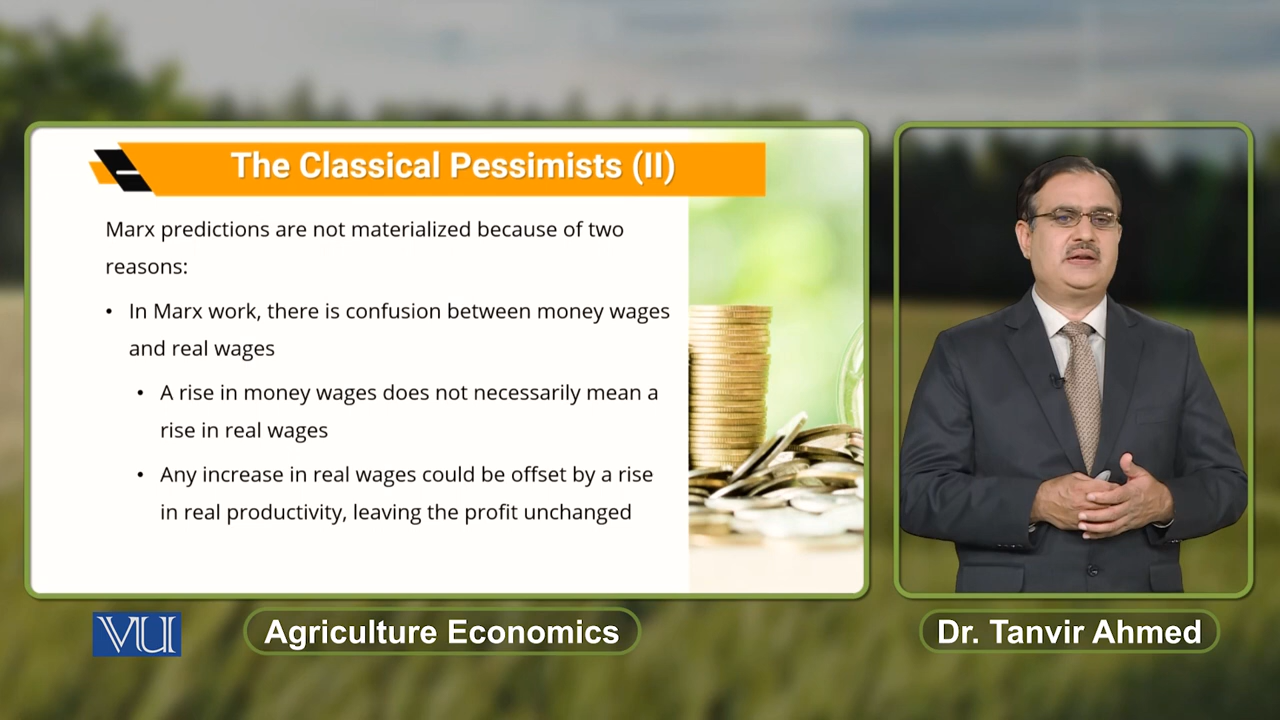 The Classical Pessimists (II)
Marx predictions are not materialized because of two
reasons:
• In Marx work, there is confusion between money wages
and real wages
• A rise in money wages does not necessarily mean a
rise in real wages
• Any increase in real wages could be offset by a rise
in real productivity, leaving the profit unchanged
VU
Agriculture Economics
Dr. Tanvir Ahmed